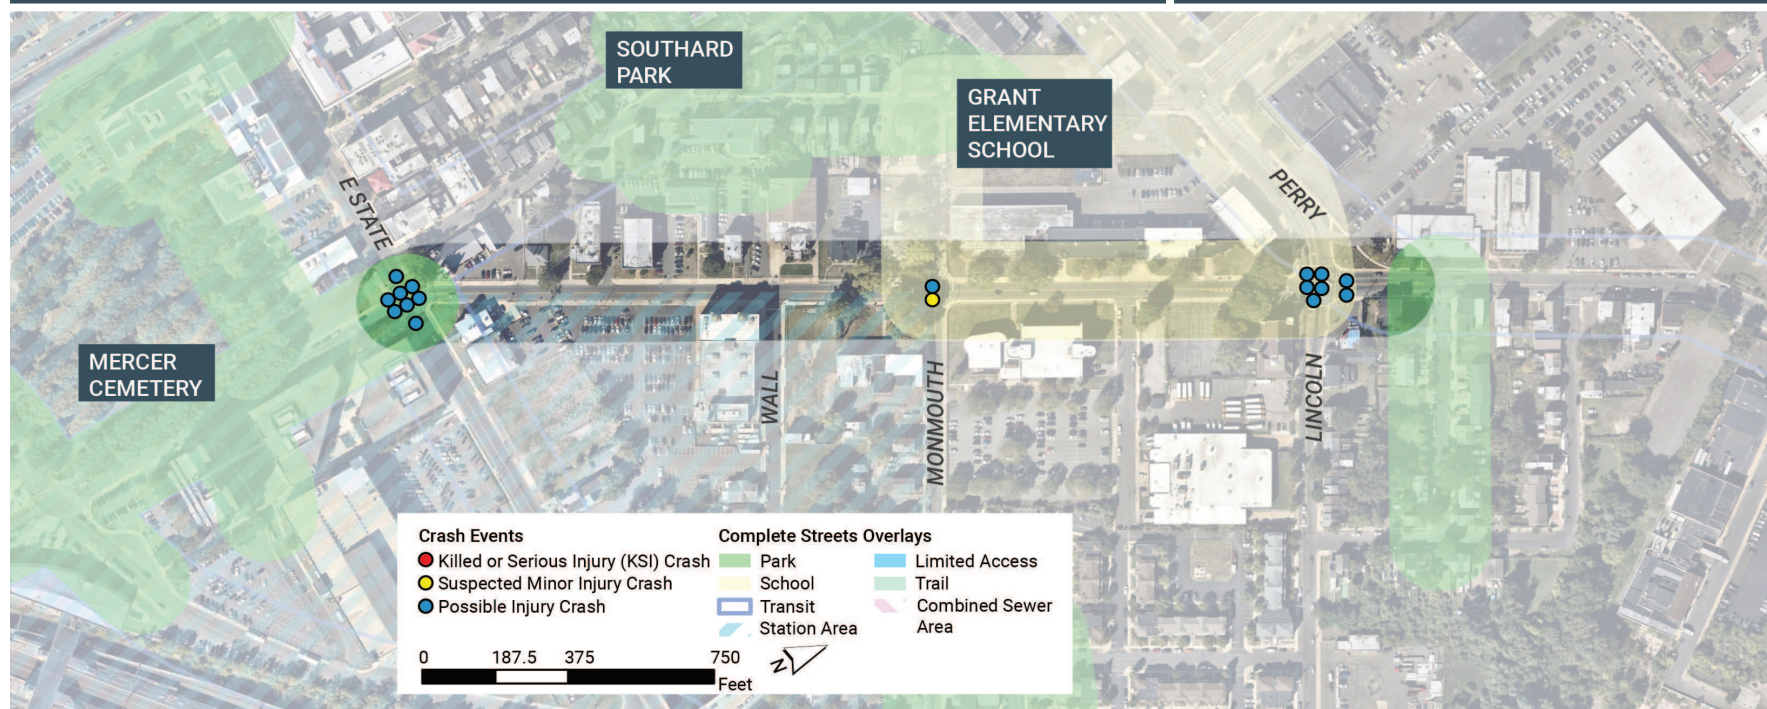 SOUTHARD
PARK
GRANT
ELEMENTARY
SCHOOL
E STATE
PERRY
MERCER
CEMETERY
WALL
MONMOUTH
LINCOLN
Crash Events
Killed or Serious Injury (KSI) Crash
Suspected Minor Injury Crash
Possible Injury Crash
Complete Streets Overlays
Park
School
Transit
Station Area
Limited Access
Trail
Combined Sewer
Area
0 187.5 375 750
Feet
N